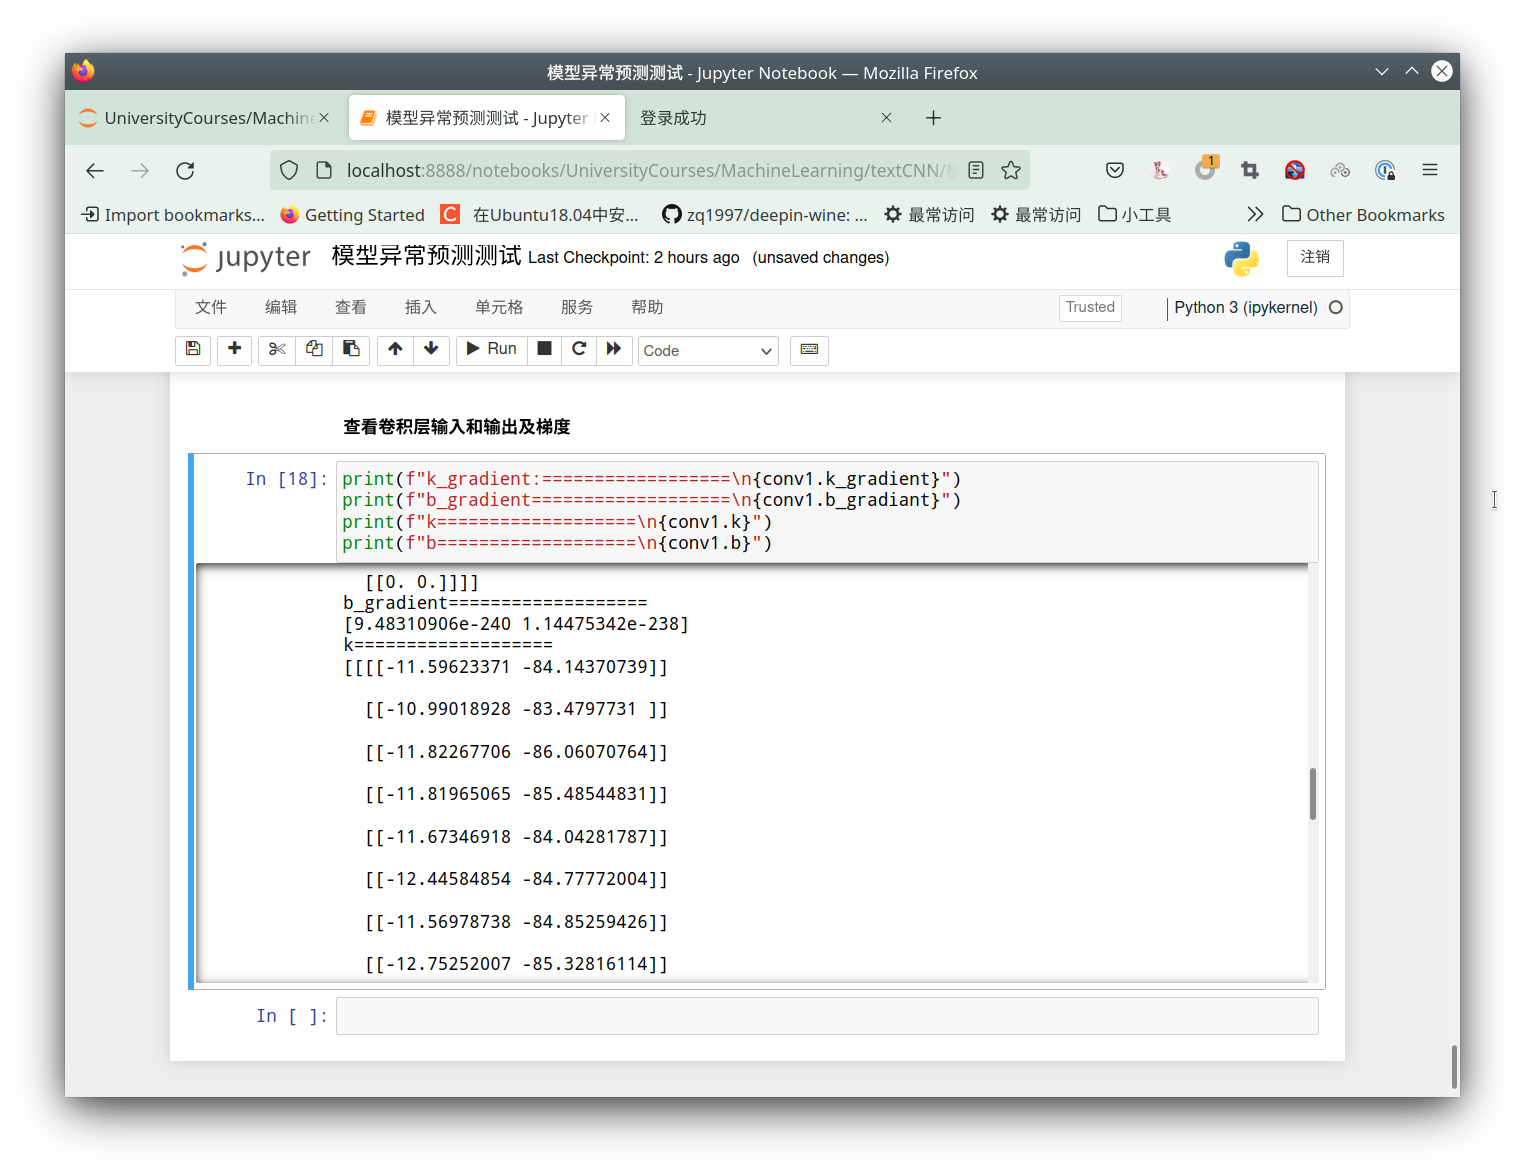 模型异常预测测试 - Jupyter Notebook — Mozilla Firefox
UniversityCourses/Machine
模型异常预测测试 - Jupyter
登录成功
localhost:8888/notebooks/UniversityCourses/MachineLearning/textCNN/
1
Import bookmarks...
Getting Started
C 在Ubuntu18.04中安...
zq1997/deepin-wine: ...
最常访问
最常访问
小工具
Other Bookmarks
jupyter 模型异常预测测试 Last Checkpoint: 2 hours ago (unsaved changes)
注销
文件 编辑 查看 插入 单元格 服务 帮助
Trusted
Python 3 (ipykernel)
Run
Code
查看卷积层输入和输出及梯度
In [18]: print(f"k_gradient:==================\n{conv1.k_gradient}")
print(f"b_gradient===================\n{conv1.b_gradiant}")
print(f"k===================\n{conv1.k}")
print(f"b===================\n{conv1.b}")
[[0. 0.]]]]
b_gradient===================
[9.48310906e-240 1.14475342e-238]
k===================
[[[[-11.59623371 -84.14370739]]
[[-10.99018928 -83.4797731 ]]
[[-11.82267706 -86.06070764]]
[[-11.81965065 -85.48544831]]
[[-11.67346918 -84.04281787]]
[[-12.44584854 -84.77772004]]
[[-11.56978738 -84.85259426]]
[[-12.75252007 -85.32816114]]
In [ ]: